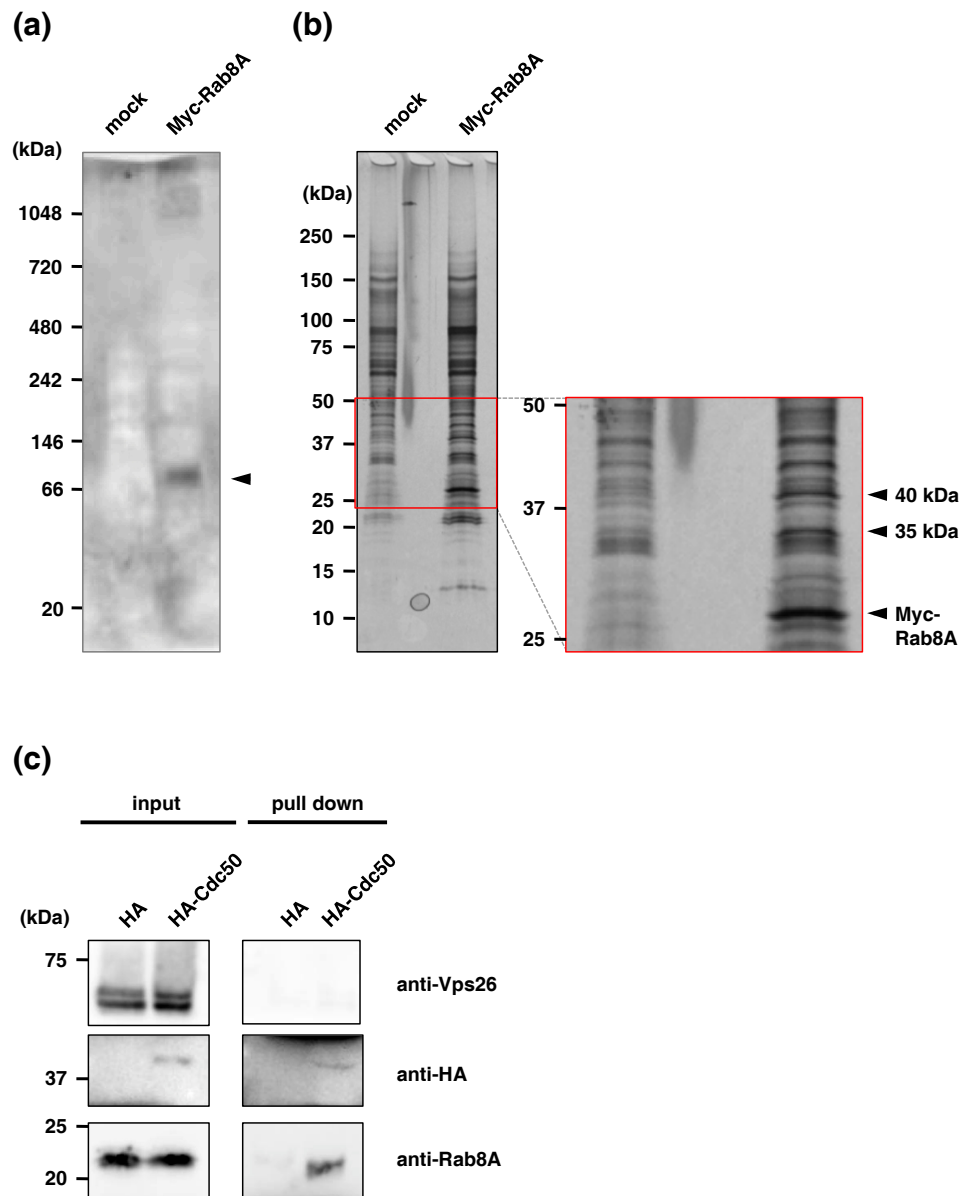 (a)
mock
Myc-Rab8A
(kDa)
1048
720
480
242
146
66
20
(b)
mock
Myc-Rab8A
(kDa)
250
150
100
75
50
37
25
20
15
10
50
37
25
40 kDa
35 kDa
Myc-
Rab8A
(c)
input
pull down
HA
HA-Cdc50
HA
HA-Cdc50
(kDa)
75
anti-Vps26
37
anti-HA
25
20
anti-Rab8A